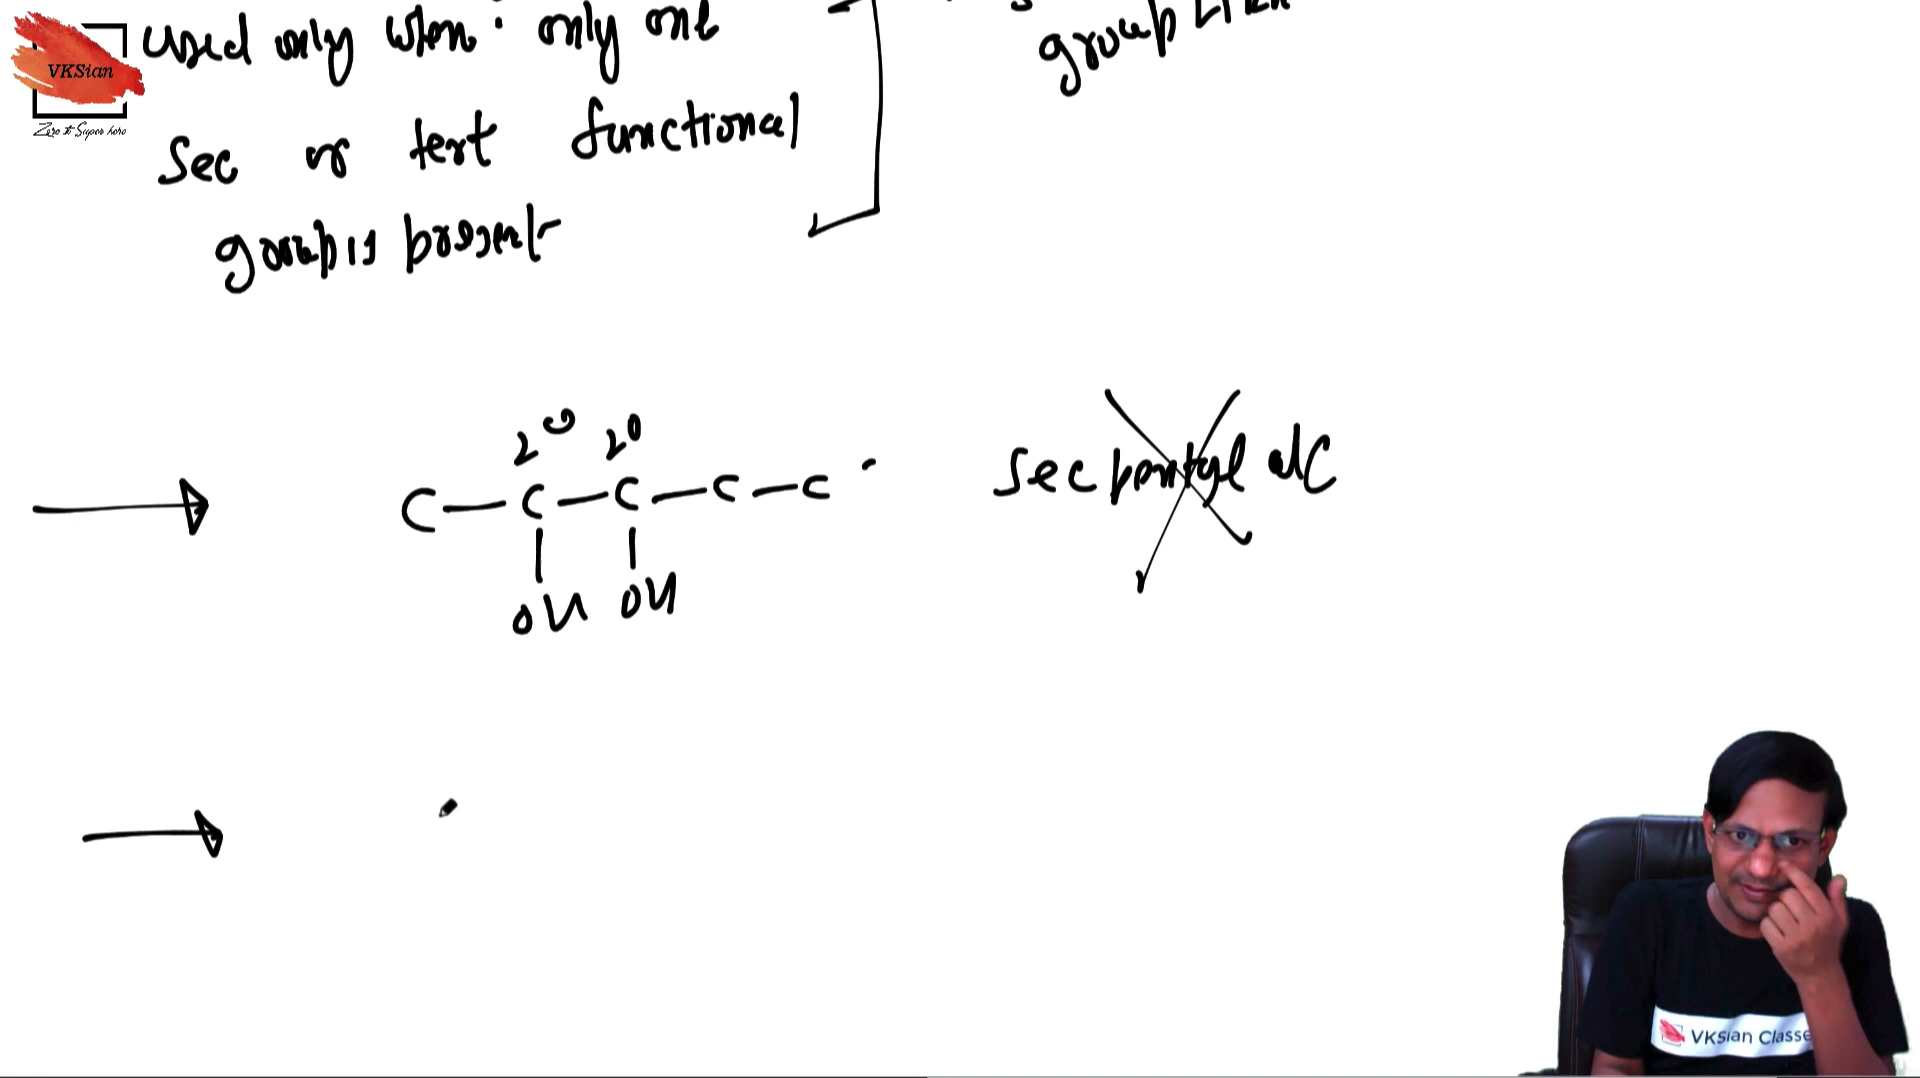 used only when only one
Sec or tert functional
group is present
group
VKSian
Zero to Super hero
2° 2°
C—C—C—C—C
OH OH
Sec pentyl alc
VKSian Classe